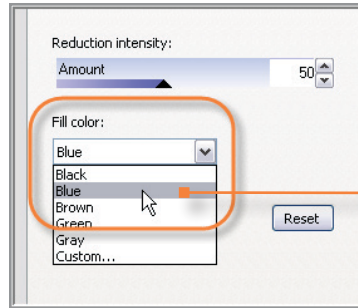 Reduction intensity:
Amount 50
Fill color:
Blue
Black
Blue
Brown
Green
Gray
Custom...
Reset